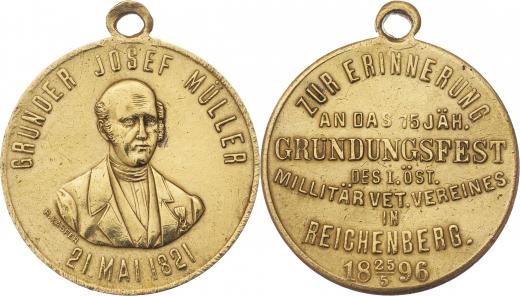 GRÜNDER JOSEF MÜLLER
21 MAI 1821
ZUR ERINNERUNG
AN DAS 75 JÄH.
GRÜNDUNGSFEST
DES I. ÖST.
MILLITÄR VET. VEREINES
IN
REICHENBERG.
18 25/5 96